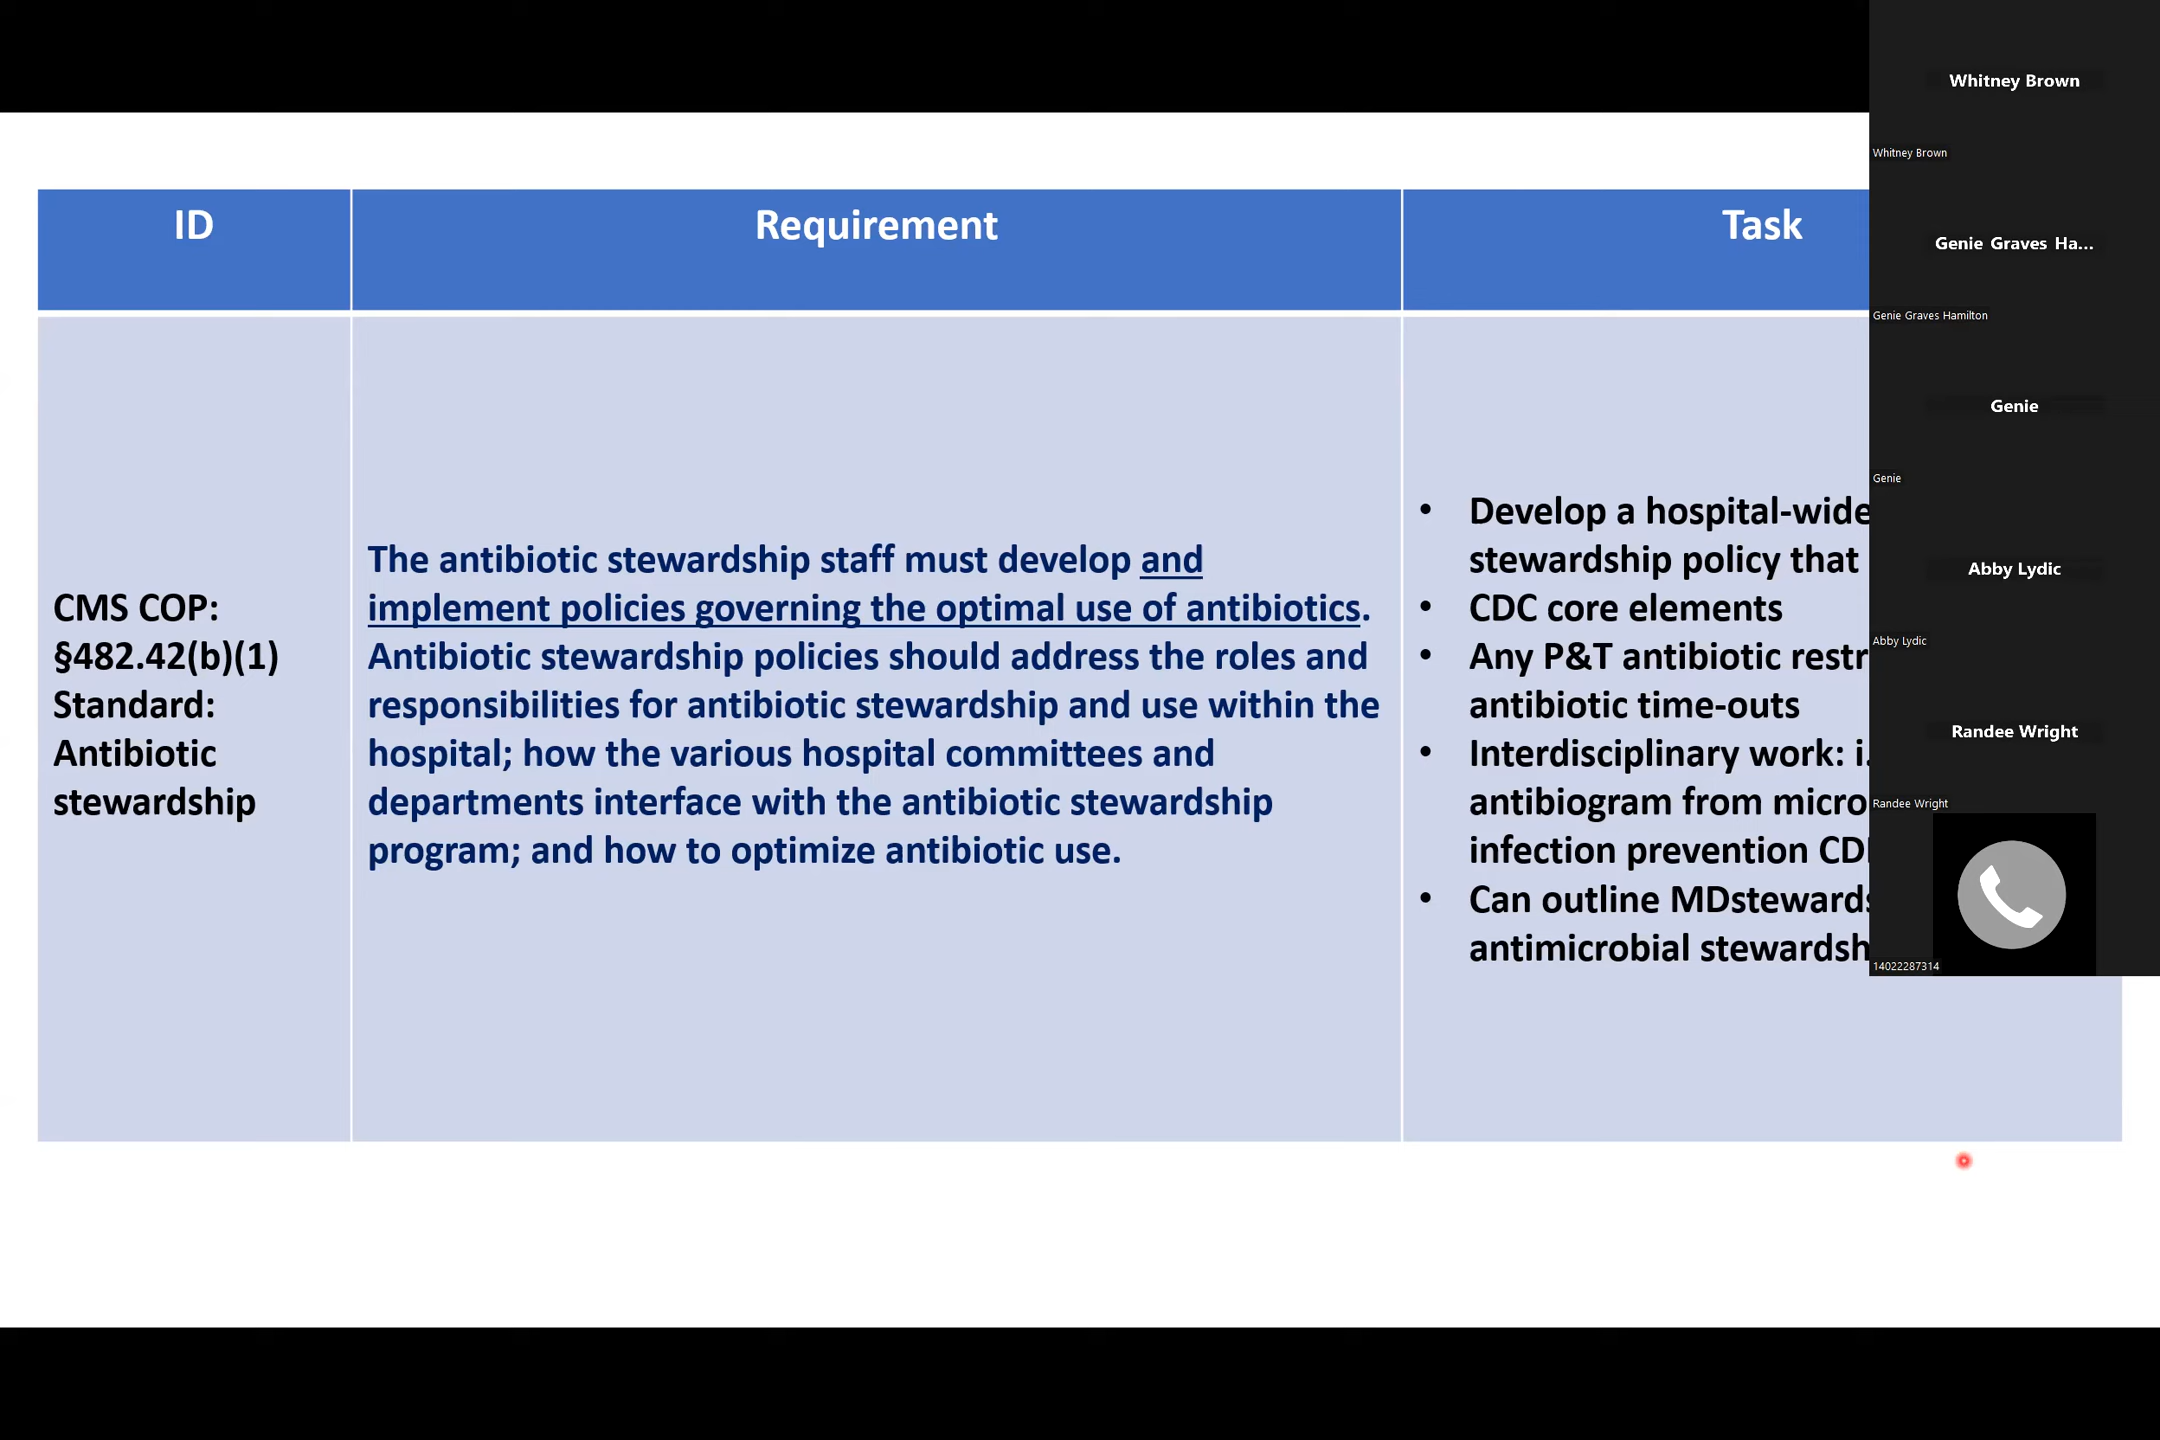 ID
Requirement
Task
CMS COP:
§482.42(b)(1)
Standard:
Antibiotic
stewardship
The antibiotic stewardship staff must develop and
implement policies governing the optimal use of antibiotics.
Antibiotic stewardship policies should address the roles and
responsibilities for antibiotic stewardship and use within the
hospital; how the various hospital committees and
departments interface with the antibiotic stewardship
program; and how to optimize antibiotic use.
• Develop a hospital-wide
stewardship policy that
• CDC core elements
• Any P&T antibiotic
antibiotic time-outs
• Interdisciplinary work:
antibiogram from micro
infection prevention
• Can outline
antimicrobial
Whitney Brown
Whitney Brown
Genie Graves Ha...
Genie Graves Hamilton
Genie
Genie
Abby Lydic
Abby Lydic
Randee Wright
Randee Wright
14022287314